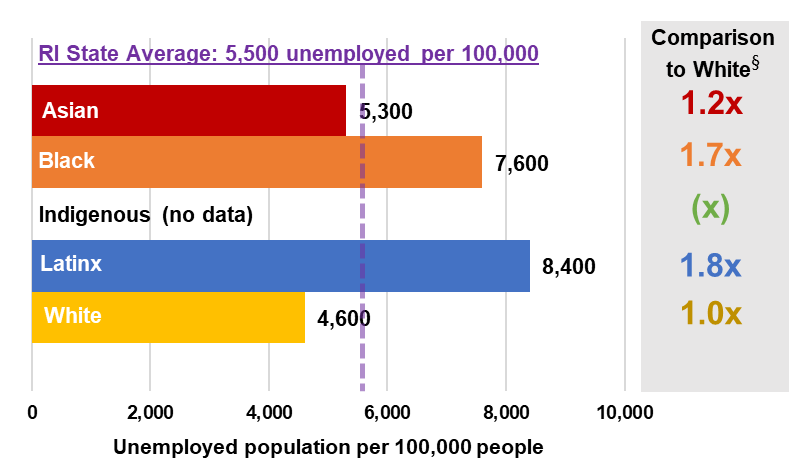 RI State Average: 5,500 unemployed per 100,000
Comparison
to White§
Asian 5,300 1.2x
Black 7,600 1.7x
Indigenous (no data) (x)
Latinx 8,400 1.8x
White 4,600 1.0x
0 2,000 4,000 6,000 8,000 10,000
Unemployed population per 100,000 people